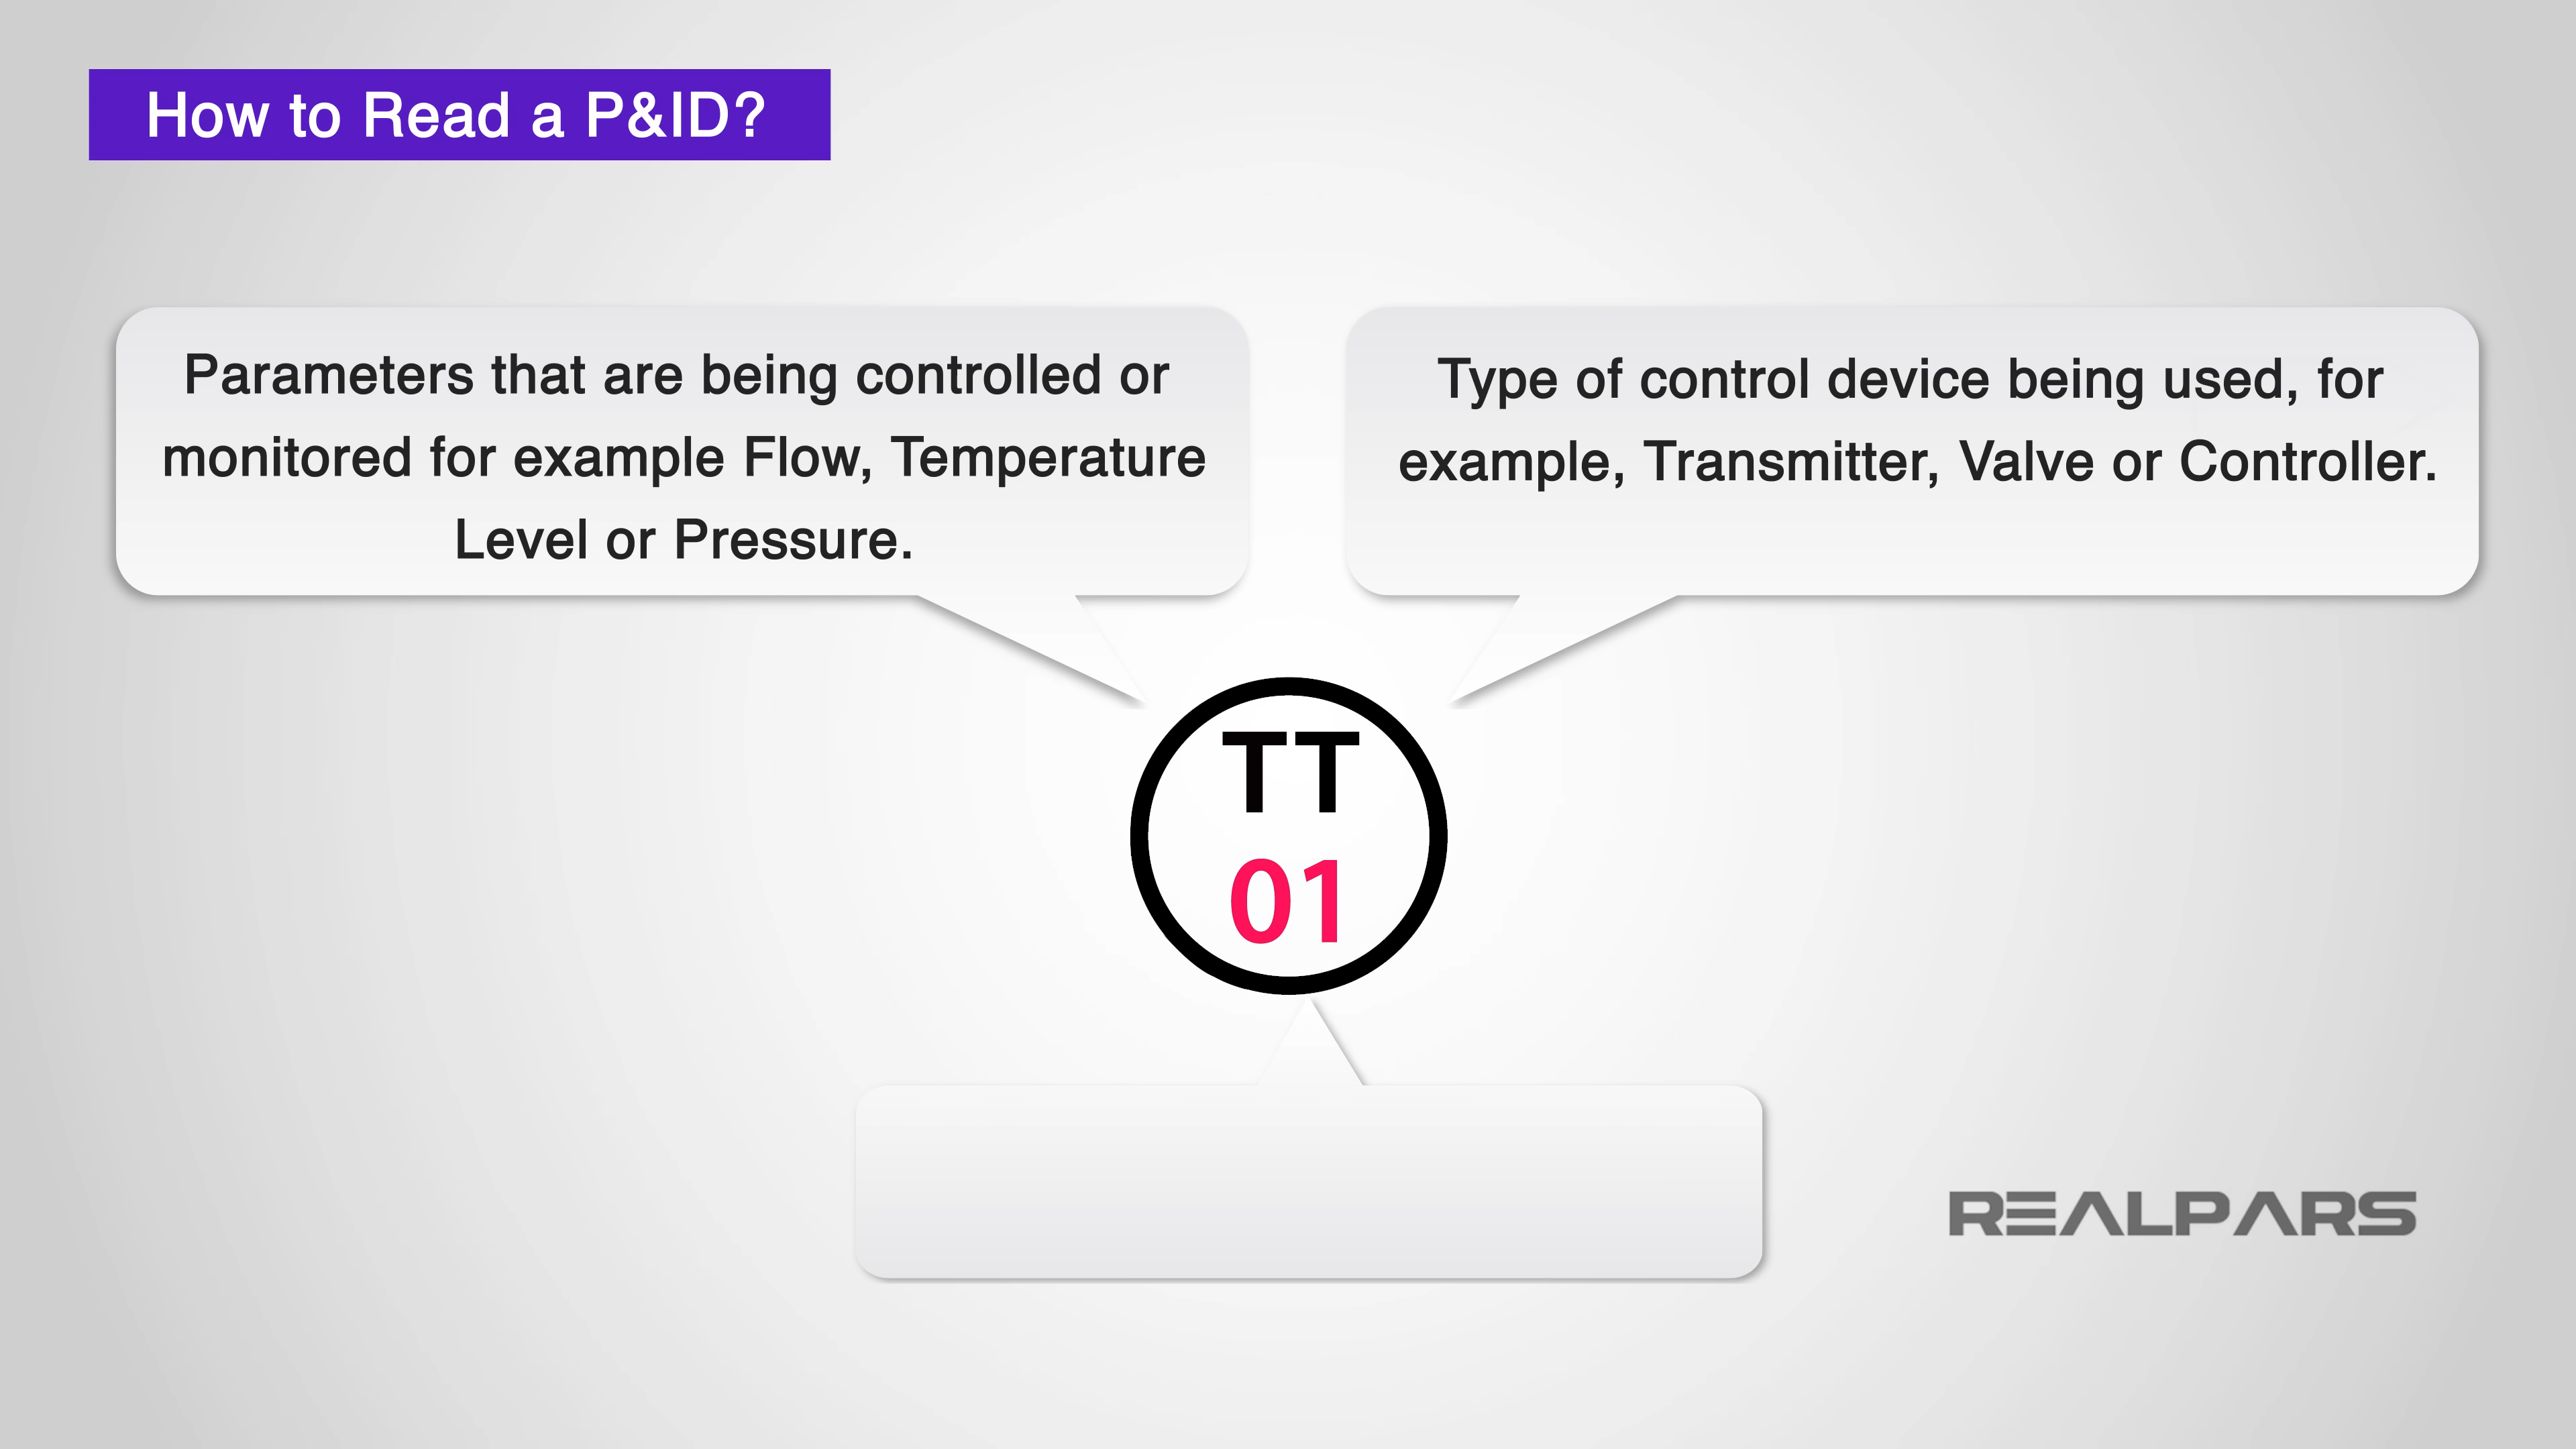 How to Read a P&ID?
Parameters that are being controlled or
monitored for example Flow, Temperature
Level or Pressure.
Type of control device being used, for
example, Transmitter, Valve or Controller.
TT
01
REALPARS